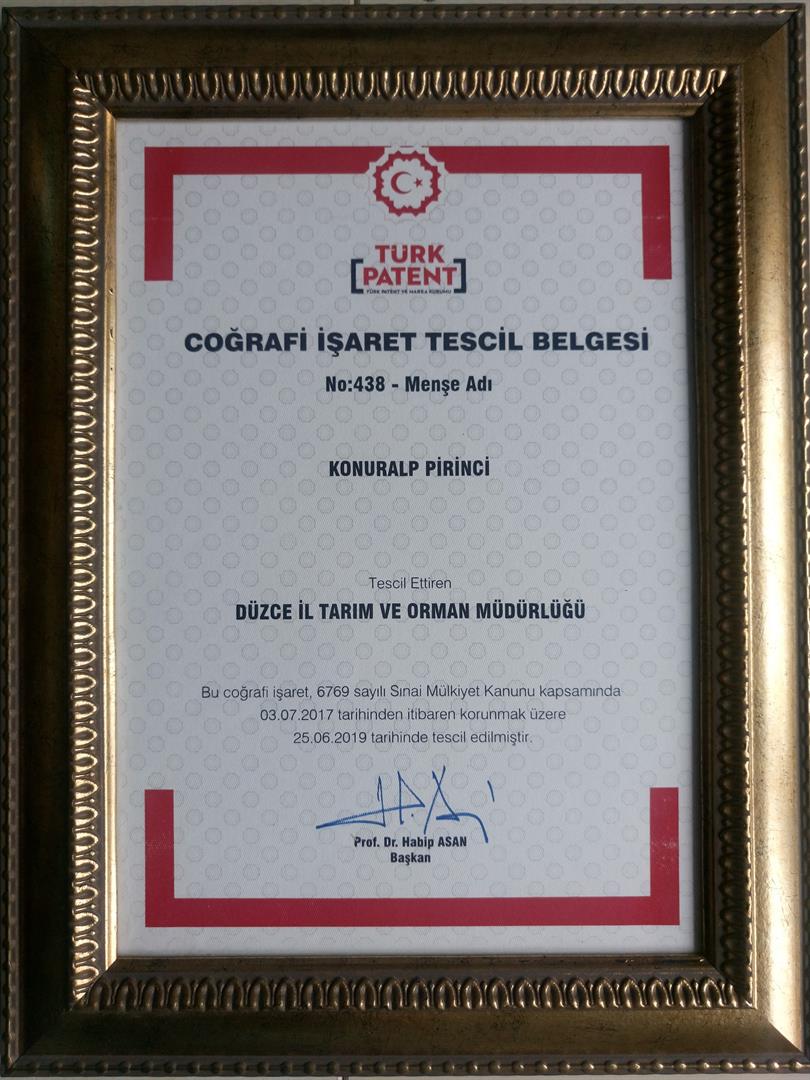 TÜRK
PATENT
TÜRK PATENT VE MARKA KURUMU
COĞRAFİ İŞARET TESCİL BELGESİ
No:438 - Menşe Adı
KONURALP PİRİNCİ
Tescil Ettiren
DÜZCE İL TARIM VE ORMAN MÜDÜRLÜĞÜ
Bu coğrafi işaret, 6769 sayılı Sınai Mülkiyet Kanunu kapsamında
03.07.2017 tarihinden itibaren korunmak üzere
25.06.2019 tarihinde tescil edilmiştir.
Prof. Dr. Habip ASAN
Başkan